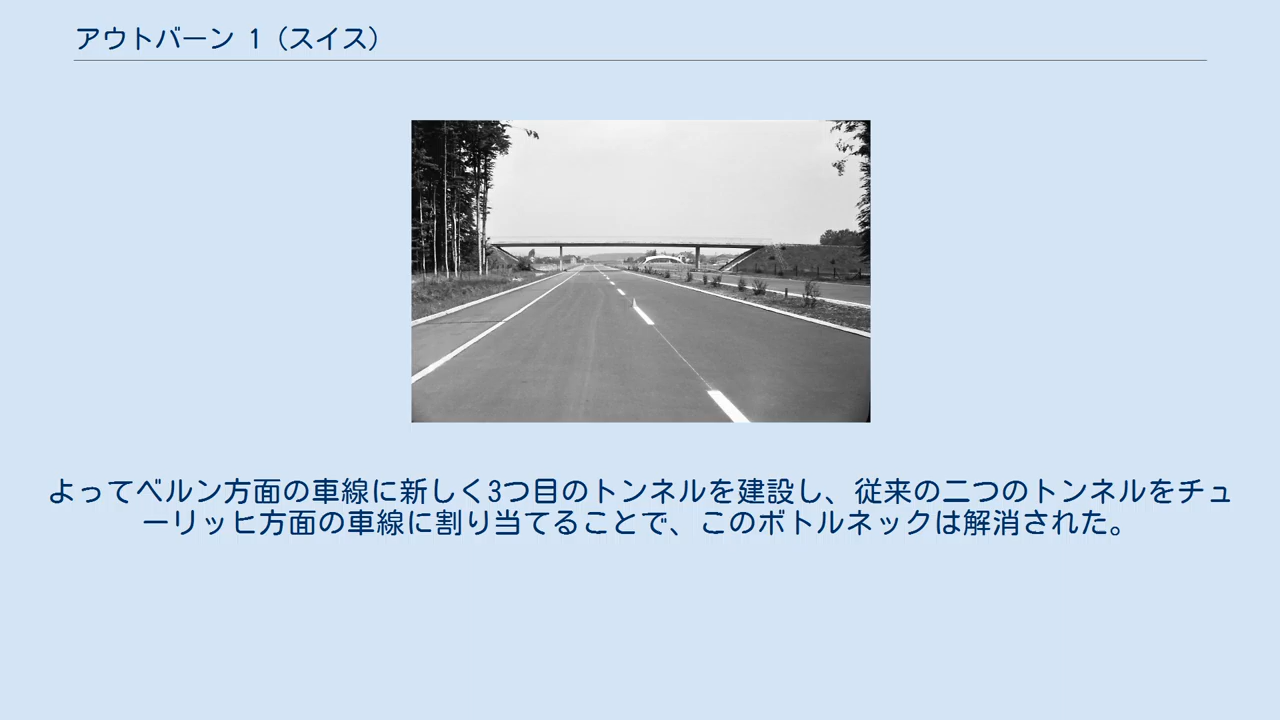 アウトバーン 1（スイス）
よってベルン方面の車線に新しく3つ目のトンネルを建設し、従来の二つのトンネルをチュ
ーリッヒ方面の車線に割り当てることで、このボトルネックは解消された。